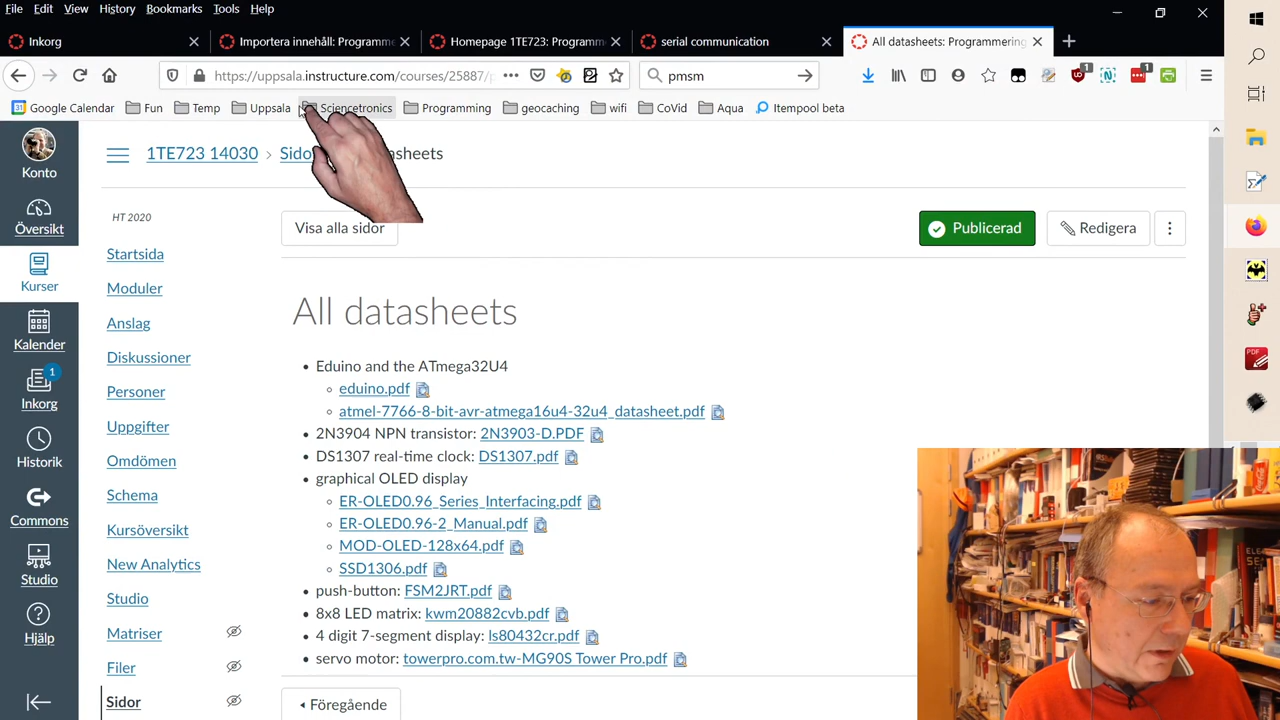 File Edit View History Bookmarks Tools Help
Inkorg
Importera innehåll: Programm
Homepage 1TE723: Programm
serial communication
All datasheets: Programmering
https://uppsala.instructure.com/courses/25587/p
pmsm
Google Calendar Fun Temp Uppsala Sciencetronics Programming geocaching wifi CoVid Aqua Itempool beta
1TE723 14030 › Sido asheets
Konto
Översikt
Kurser
Kalender
1
Inkorg
Historik
Commons
Studio
Hjälp
HT 2020
Startsida
Moduler
Anslag
Diskussioner
Personer
Uppgifter
Omdömen
Schema
Kursöversikt
New Analytics
Studio
Matriser
Filer
Sidor
Visa alla sidor
Publicerad
Redigera
All datasheets
Eduino and the ATmega32U4
eduino.pdf
atmel-7766-8-bit-avr-atmega16u4-32u4_datasheet.pdf
2N3904 NPN transistor: 2N3903-D.PDF
DS1307 real-time clock: DS1307.pdf
graphical OLED display
ER-OLED0.96_Series_Interfacing.pdf
ER-OLED0.96-2_Manual.pdf
MOD-OLED-128x64.pdf
SSD1306.pdf
push-button: FSM2JRT.pdf
8x8 LED matrix: kwm20882cvb.pdf
4 digit 7-segment display: ls80432cr.pdf
servo motor: towerpro.com.tw-MG90S Tower Pro.pdf
Föregående
1
1
PDF